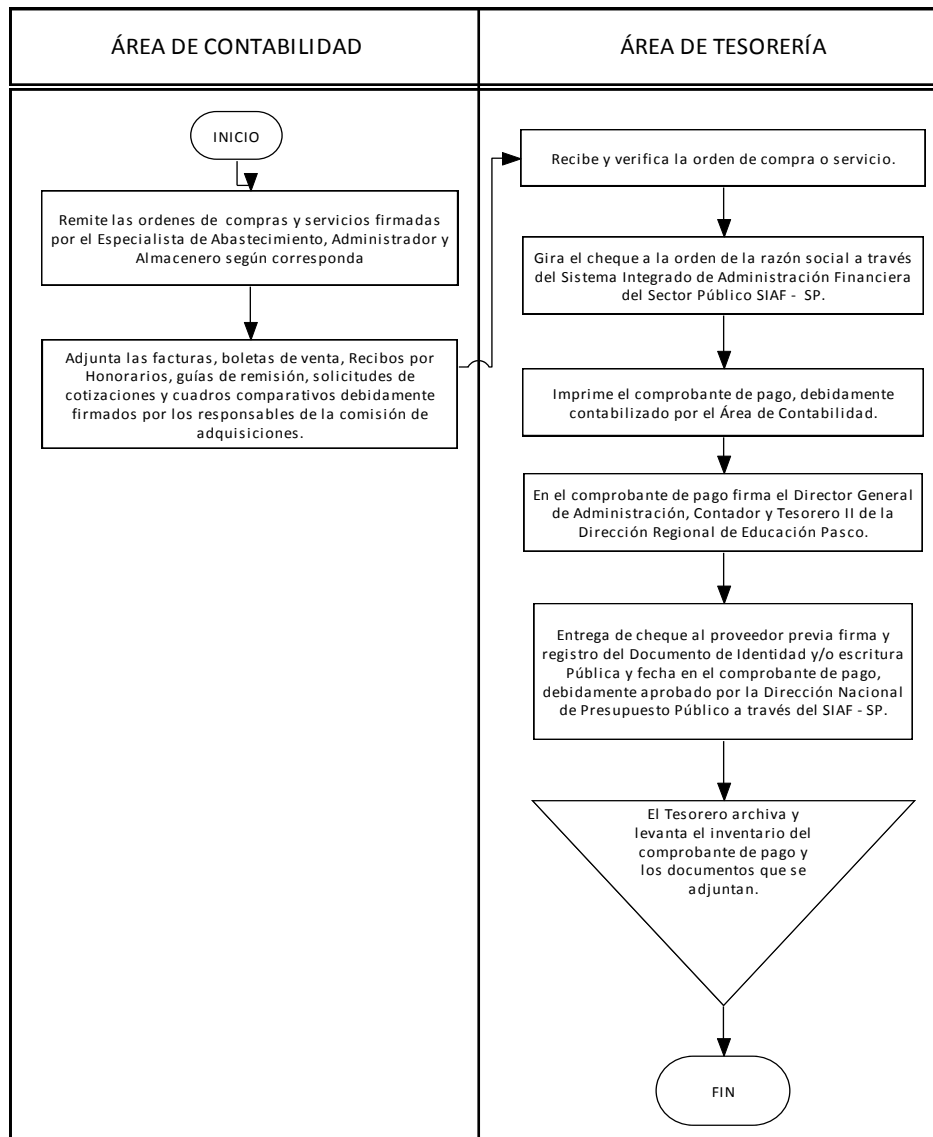 ÁREA DE CONTABILIDAD
ÁREA DE TESORERÍA
INICIO
Remite las ordenes de compras y servicios firmadas
por el Especialista de Abastecimiento, Administrador y
Almacenero según corresponda
Adjunta las facturas, boletas de venta, Recibos por
Honorarios, guías de remisión, solicitudes de
cotizaciones y cuadros comparativos debidamente
firmados por los responsables de la comisión de
adquisiciones.
Recibe y verifica la orden de compra o servicio.
Gira el cheque a la orden de la razón social a través
del Sistema Integrado de Administración Financiera
del Sector Público SIAF - SP.
Imprime el comprobante de pago, debidamente
contabilizado por el Área de Contabilidad.
En el comprobante de pago firma el Director General
de Administración, Contador y Tesorero II de la
Dirección Regional de Educación Pasco.
Entrega de cheque al proveedor previa firma y
registro del Documento de Identidad y/o escritura
Pública y fecha en el comprobante de pago,
debidamente aprobado por la Dirección Nacional
de Presupuesto Público a través del SIAF - SP.
El Tesorero archiva y
levanta el inventario del
comprobante de pago y
los documentos que se
adjuntan.
FIN